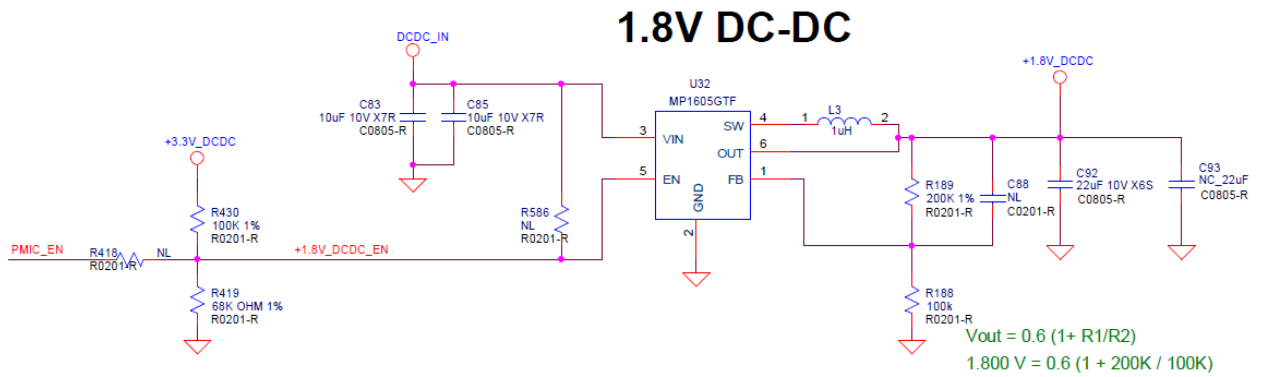 1.8V DC-DC
DCDC_IN
+1.8V_DCDC
C83
10uF 10V X7R
C0805-R
C85
10uF 10V X7R
C0805-R
U32
MP1605GTF
3
VIN
5
EN
GND
2
SW
4
OUT
6
FB
1
1
L3
2
1uH
+3.3V_DCDC
R430
100K 1%
R0201-R
PMIC_EN
R418
R0201-R
NL
+1.8V_DCDC_EN
R419
68K OHM 1%
R0201-R
R586
NL
R0201-R
R189
200K 1%
R0201-R
C88
NL
C0201-R
C92
22uF 10V X6S
C0805-R
C93
NC_22uF
C0805-R
R188
100k
R0201-R
Vout = 0.6 (1+ R1/R2)
1.800 V = 0.6 (1 + 200K / 100K)